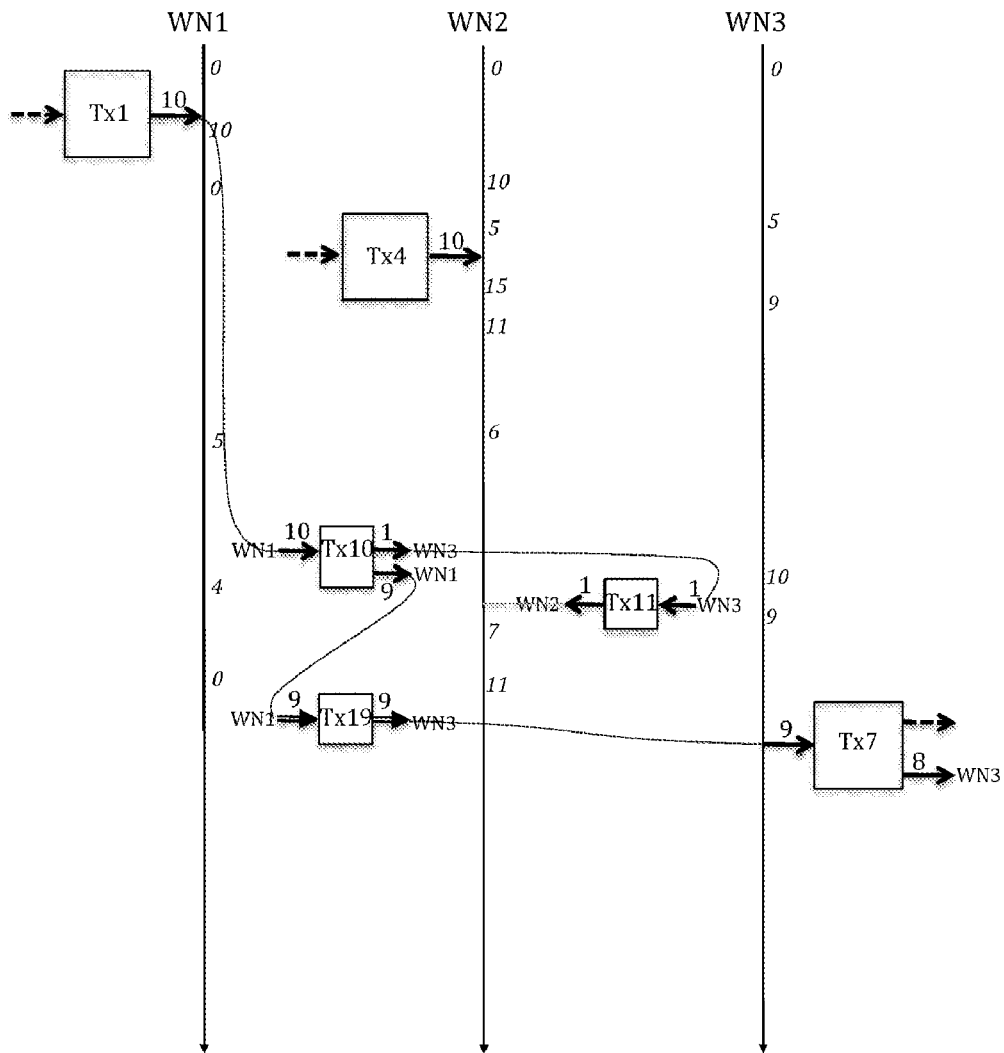 WN1 WN2 WN3
0 0 0
Tx1 10
10
0 10
5 5
Tx4 10
15 9
11
5 6
WN1 10 Tx10 1 WN3
9 WN1
4 10
WN2 1 Tx11 1 WN3
7 9
0 11
WN1 9 Tx19 9 WN3
9 Tx7
8 WN3